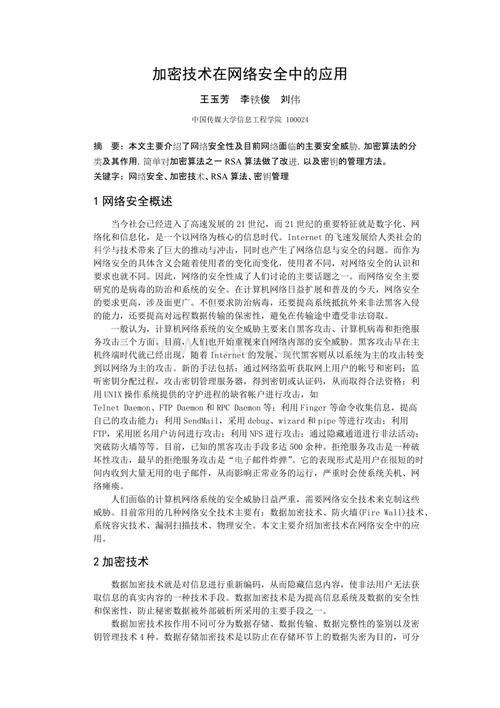 加密技术在网络安全中的应用
王玉芳 李铁俊 刘伟
中国传媒大学信息工程学院 100024
摘 要：本文主要介绍了网络安全性及目前网络面临的主要安全威胁，加密算法的分
类及其作用，简单对加密算法之一 RSA 算法做了改进，以及密钥的管理方法。
关键字：网络安全、加密技术、RSA 算法、密钥管理
1 网络安全概述
当今社会已经进入了高速发展的 21 世纪，而 21 世纪的重要特征就是数字化、网
络化和信息化，是一个以网络为核心的信息时代。Internet 的飞速发展给人类社会的
科学与技术带来了巨大的推动与冲击，同时也产生了网络信息与安全的问题。而作为
网络安全的具体含义会随着使用者的变化而变化，使用者不同，对网络安全的认识和
要求也就不同。因此，网络的安全性成了人们讨论的主要话题之一。而网络安全主要
研究的是病毒的防治和系统的安全。在计算机网络日益扩展和普及的今天，网络安全
的要求更高，涉及面更广。不但要求防治病毒，还要提高系统抵抗外来非法黑客入侵
的能力，还要提高对远程数据传输的保密性，避免在传输途中遭受非法窃取。
一般认为，计算机网络系统的安全威胁主要来自黑客攻击、计算机病毒和拒绝服
务攻击三个方面。目前，人们也开始重视来自网络内部的安全威胁。黑客攻击早在主
机终端时代就已经出现，随着 Internet 的发展，现代黑客则从以系统为主的攻击转变
到以网络为主的攻击。新的手法包括：通过网络监听获取网上用户的帐号和密码；监
听密钥分配过程，攻击密钥管理服务器，得到密钥或认证码，从而取得合法资格；利
用 UNIX 操作系统提供的守护进程的缺省帐户进行攻击，如
Telnet Daemon、FTP Daemon 和 RPC Daemon 等；利用 Finger 等命令收集信息，提高
自己的攻击能力；利用 SendMail，采用 debug、wizard 和 pipe 等进行攻击；利用
FTP，采用匿名用户访问进行攻击；利用 NFS 进行攻击；通过隐藏通道进行非法活动；
突破防火墙等等。目前，已知的黑客攻击手段多达 500 余种。拒绝服务攻击是一种破
坏性攻击，最早的拒绝服务攻击是“电子邮件炸弹”。它的表现形式是用户在很短的时
间内收到大量无用的电子邮件，从而影响正常业务的运行，严重时会使系统关机、网
络瘫痪。
人们面临的计算机网络系统的安全威胁日益严重，需要网络安全技术来克制这些
威胁。目前常用的几种网络安全技术主要有：数据加密技术、防火墙(Fire Wall)技术、
系统容灾技术、漏洞扫描技术、物理安全。本文主要介绍加密技术在网络安全中的应
用。
2 加密技术
数据加密技术就是对信息进行重新编码，从而隐藏信息内容，使非法用户无法获
取信息的真实内容的一种技术手段。数据加密技术是为提高信息系统及数据的安全性
和保密性，防止秘密数据被外部破析所采用的主要手段之一。
数据加密技术按作用不同可分为数据存储、数据传输、数据完整性的鉴别以及密
钥管理技术 4 种。数据存储加密技术是以防止在存储环节上的数据失密为目的，可分